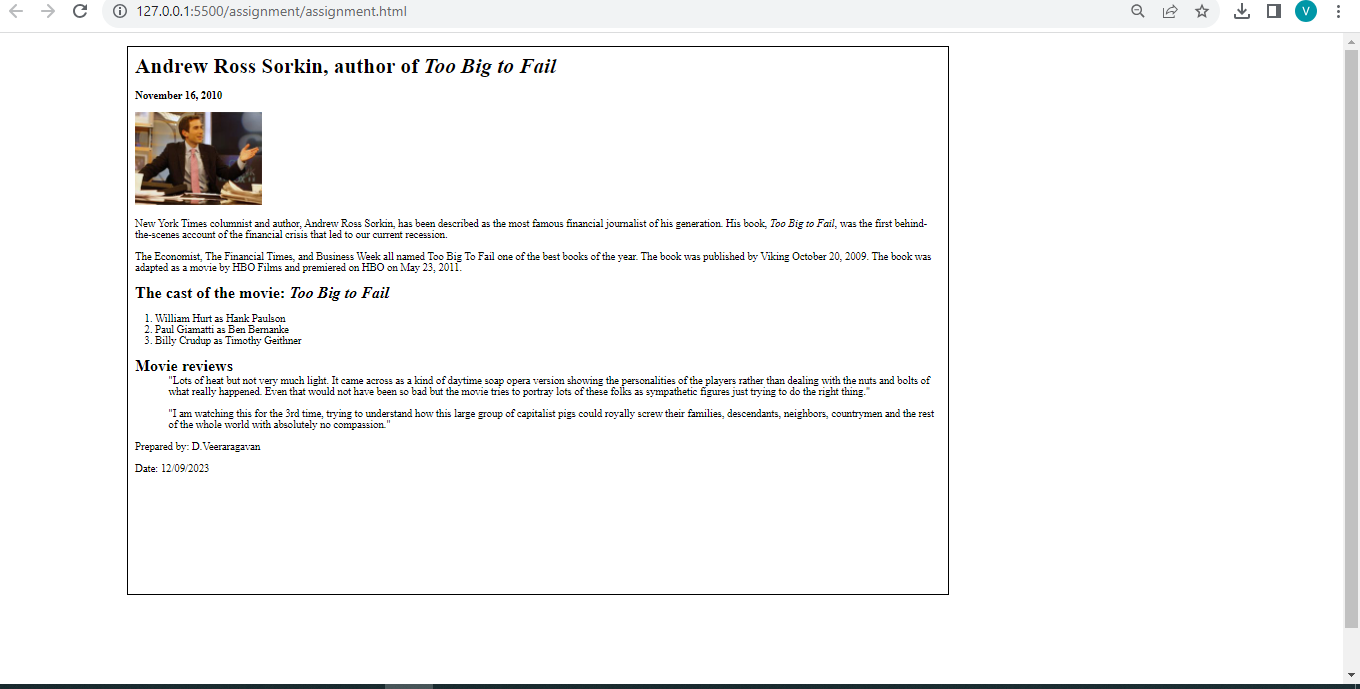 127.0.0.1:5500/assignment/assignment.html
V
Andrew Ross Sorkin, author of Too Big to Fail
November 16, 2010
New York Times columnist and author, Andrew Ross Sorkin, has been described as the most famous financial journalist of his generation. His book, Too Big to Fail, was the first behind-
the-scenes account of the financial crisis that led to our current recession.
The Economist, The Financial Times, and Business Week all named Too Big To Fail one of the best books of the year. The book was published by Viking October 20, 2009. The book was
adapted as a movie by HBO Films and premiered on HBO on May 23, 2011.
The cast of the movie: Too Big to Fail
1. William Hurt as Hank Paulson
2. Paul Giamatti as Ben Bernanke
3. Billy Crudup as Timothy Geithner
Movie reviews
"Lots of heat but not very much light. It came across as a kind of daytime soap opera version showing the personalities of the players rather than dealing with the nuts and bolts of
what really happened. Even that would not have been so bad but the movie tries to portray lots of these folks as sympathetic figures just trying to do the right thing."
"I am watching this for the 3rd time, trying to understand how this large group of capitalist pigs could royally screw their families, descendants, neighbors, countrymen and the rest
of the whole world with absolutely no compassion."
Prepared by: D.Veeraragavan
Date: 12/09/2023